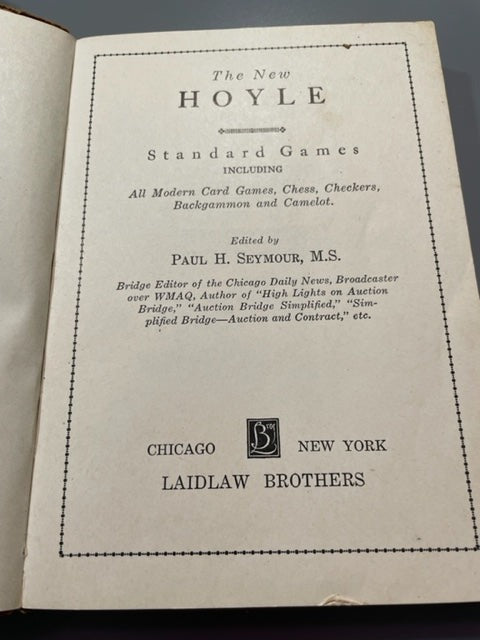 The New
HOYLE
Standard Games
INCLUDING
All Modern Card Games, Chess, Checkers,
Backgammon and Camelot.
Edited by
PAUL H. SEYMOUR, M.S.
Bridge Editor of the Chicago Daily News, Broadcaster
over WMAQ, Author of "High Lights on Auction
Bridge," "Auction Bridge Simplified," "Sim-
plified Bridge—Auction and Contract," etc.
CHICAGO NEW YORK
LAIDLAW BROTHERS